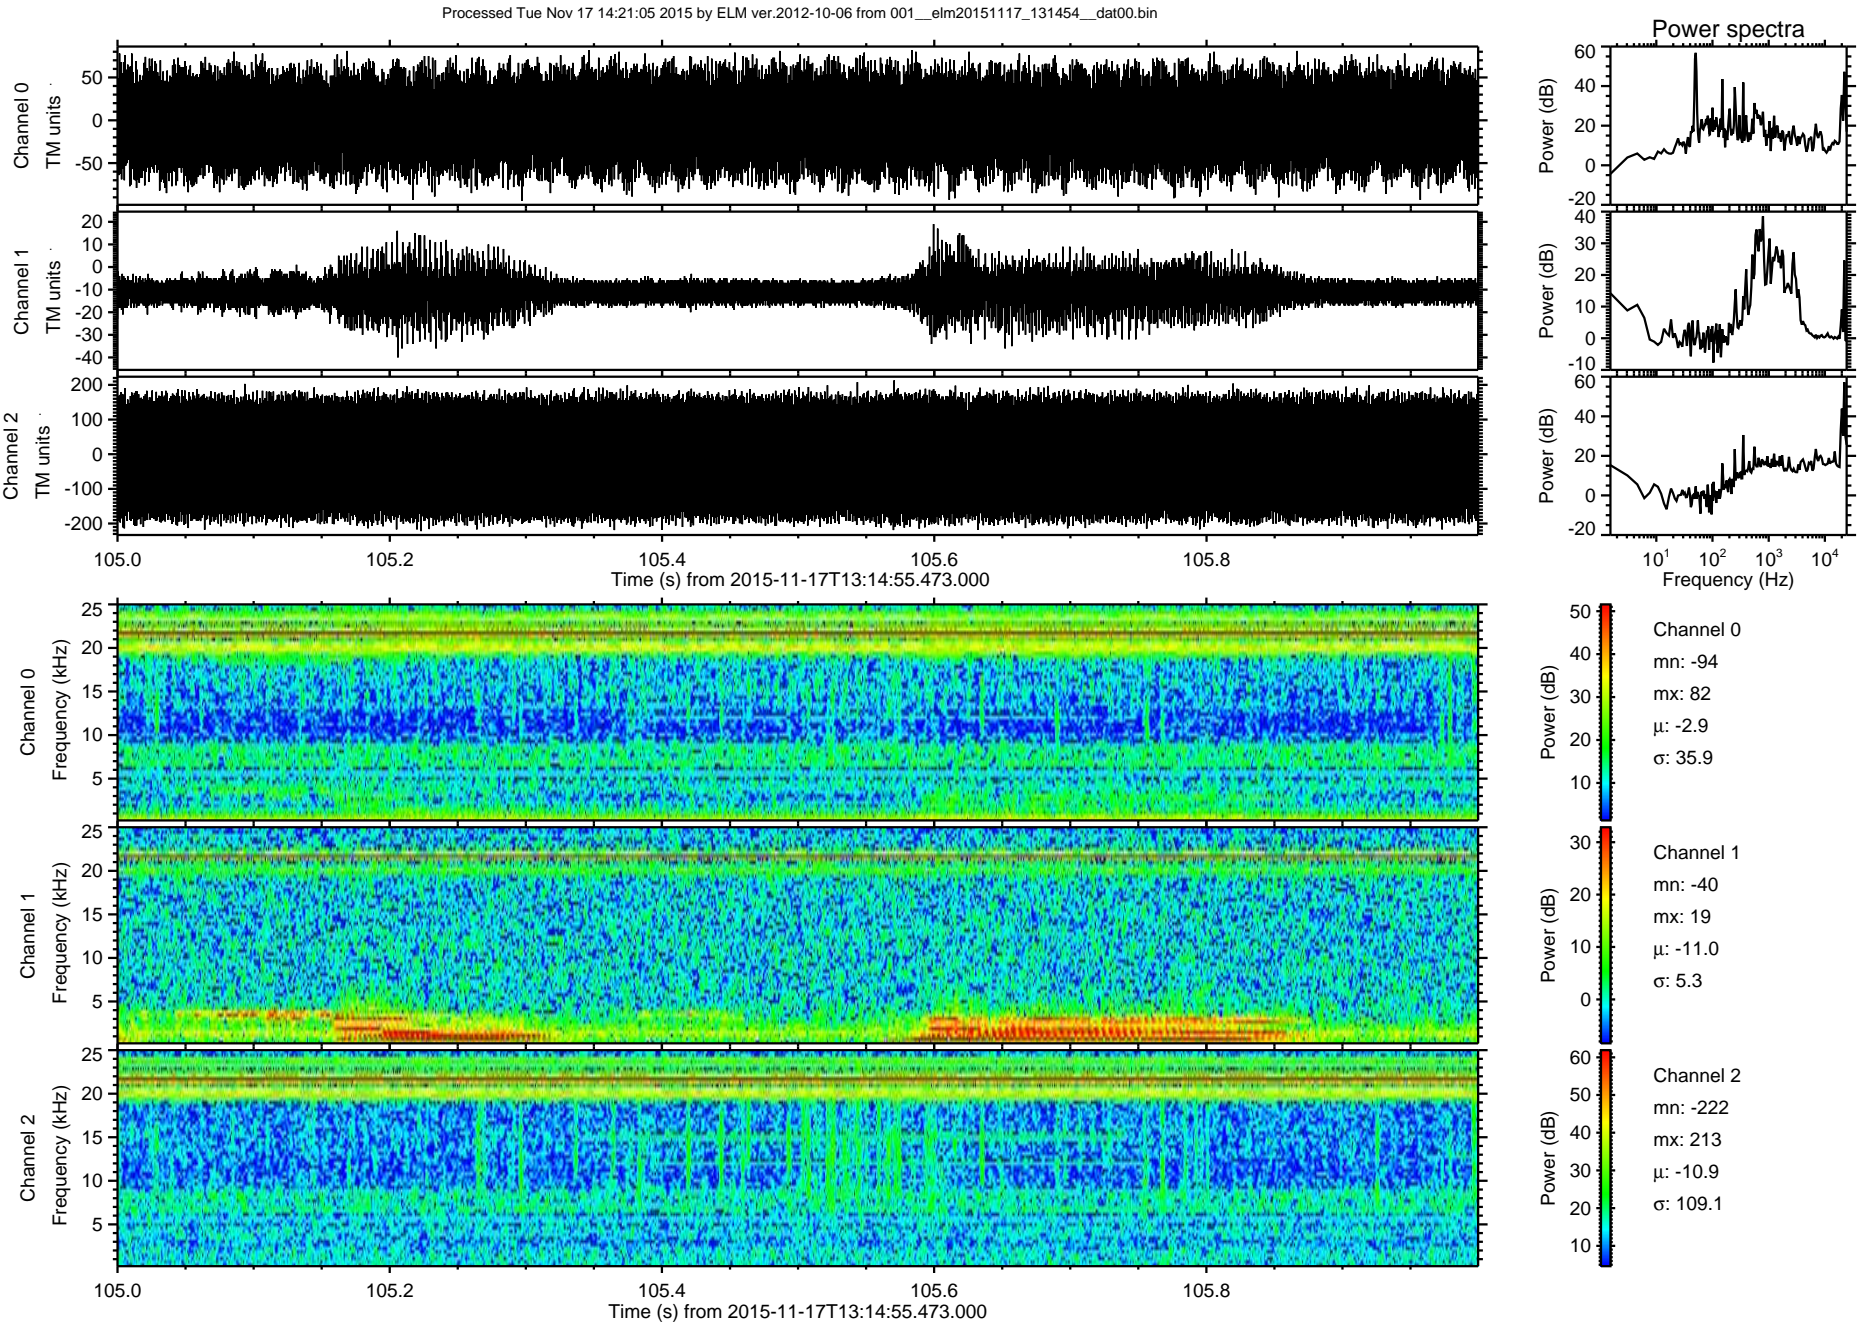 Processed Tue Nov 17 14:21:05 2015 by ELM ver.2012-10-06 from 001__elm20151117_131454__dat00.bin
Power spectra
Channel 0
TM units
50
0
-50
Power (dB)
60
40
20
0
-20
Channel 1
TM units
20
10
0
-10
-20
-30
-40
Power (dB)
40
30
20
10
0
-10
Channel 2
TM units
200
100
0
-100
-200
Power (dB)
60
40
20
0
-20
105.0 105.2 105.4 105.6 105.8
Time (s) from 2015-11-17T13:14:55.473.000
10^1 10^2 10^3 10^4
Frequency (Hz)
Channel 0
Frequency (kHz)
25
20
15
10
5
Power (dB)
50
40
30
20
10
Channel 0
mn: -94
mx: 82
μ: -2.9
σ: 35.9
Channel 1
Frequency (kHz)
25
20
15
10
5
Power (dB)
30
20
10
0
Channel 1
mn: -40
mx: 19
μ: -11.0
σ: 5.3
Channel 2
Frequency (kHz)
25
20
15
10
5
Power (dB)
60
50
40
30
20
10
Channel 2
mn: -222
mx: 213
μ: -10.9
σ: 109.1
105.0 105.2 105.4 105.6 105.8
Time (s) from 2015-11-17T13:14:55.473.000